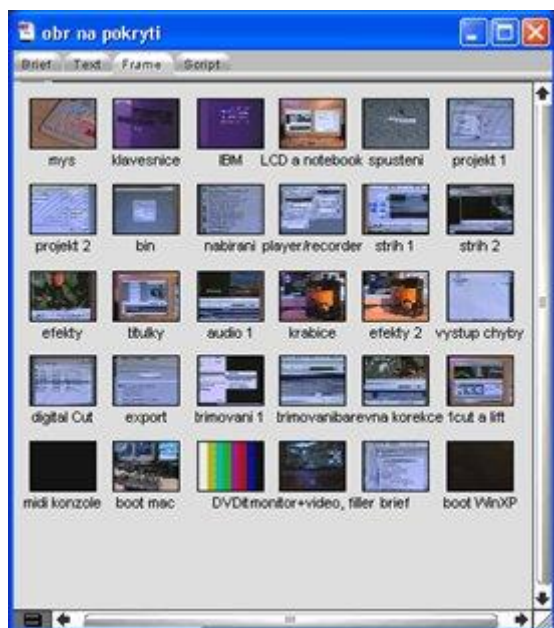 obr na pokryti
Brief Text Frame Script
mys klavesnice IBM LCD a notebook spusteni projekt 1
projekt 2 bin nabirani player/recorder strih 1 strih 2
efekty titulky audio 1 krabice efekty 2 vystup chyby
digital Cut export trimovani 1 trimovanibarevna korekce 1cut a lift
midi konzole boot mac DVDitmonitor+video, filler brief boot WinXP